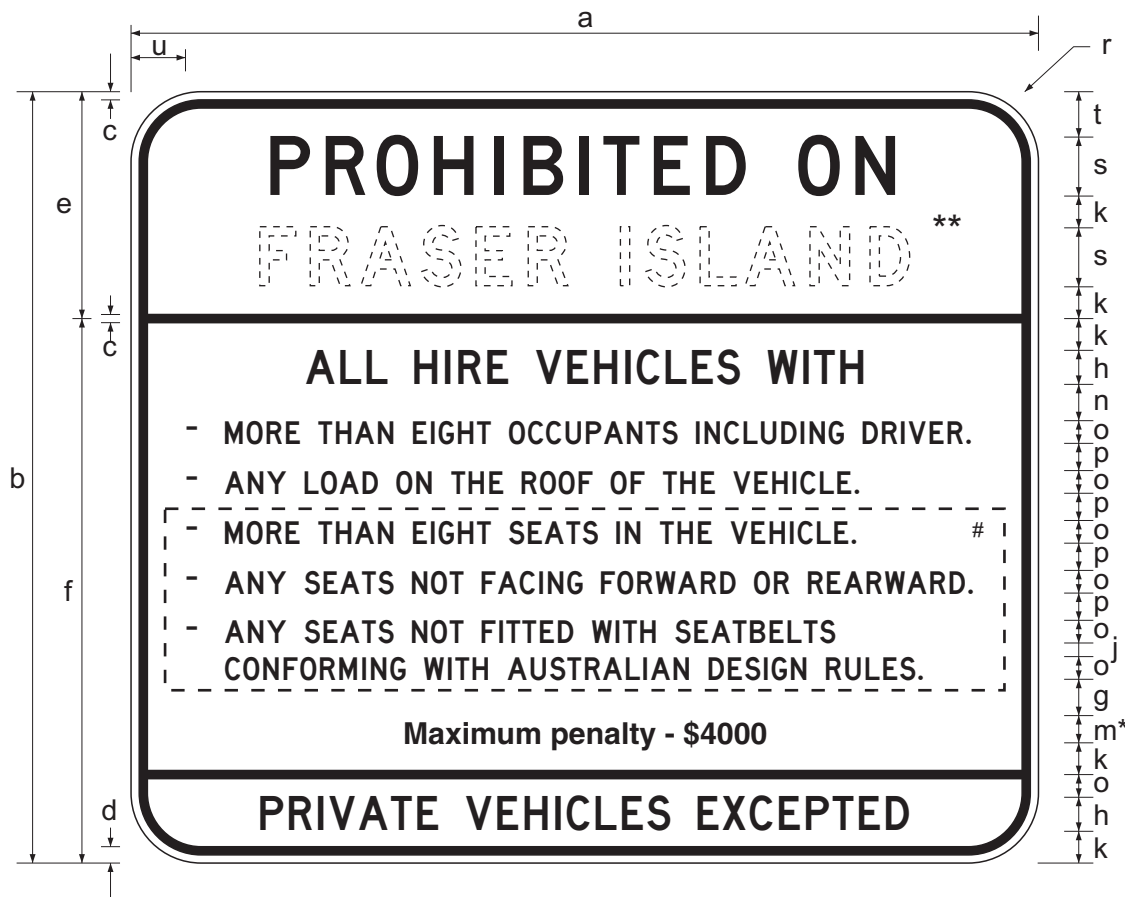 a
u
r
c
t
PROHIBITED ON
s
e
k
FRASER ISLAND **
s
k
c
k
ALL HIRE VEHICLES WITH
h
n
- MORE THAN EIGHT OCCUPANTS INCLUDING DRIVER.
o
p
b
- ANY LOAD ON THE ROOF OF THE VEHICLE.
o
p
- MORE THAN EIGHT SEATS IN THE VEHICLE. #
o
p
f
- ANY SEATS NOT FACING FORWARD OR REARWARD.
o
p
- ANY SEATS NOT FITTED WITH SEATBELTS
o
j
CONFORMING WITH AUSTRALIAN DESIGN RULES.
o
g
Maximum penalty - $4000
m*
k
o
d
PRIVATE VEHICLES EXCEPTED
h
k